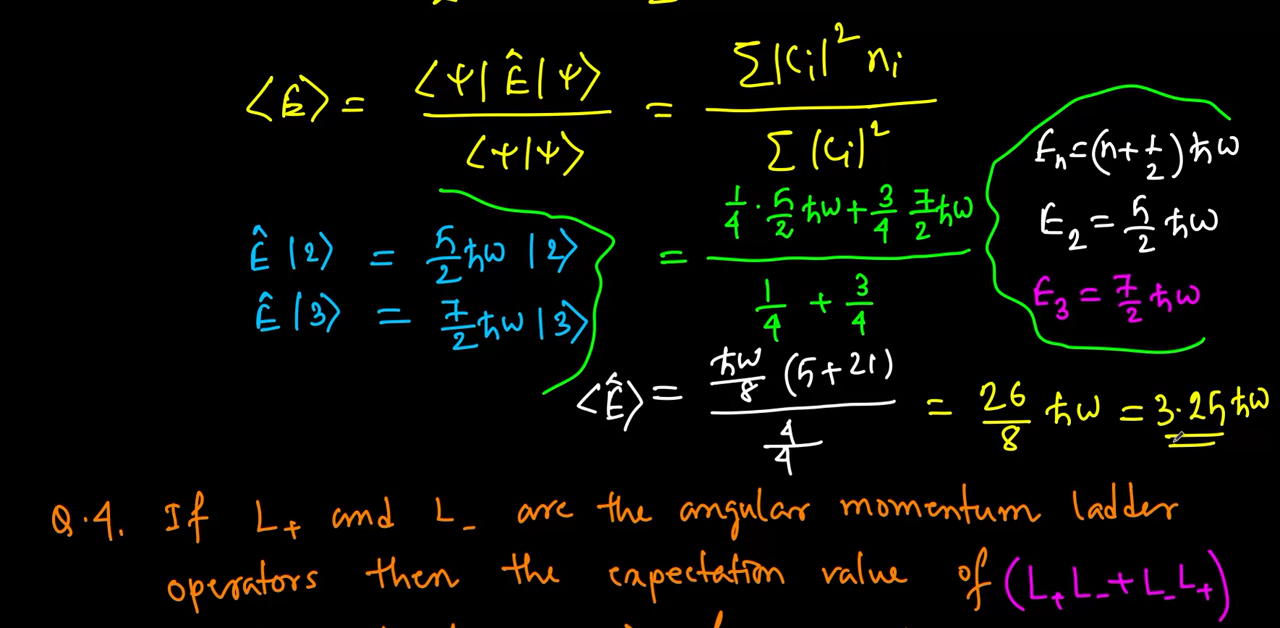 ⟨Ê⟩ = ⟨Ψ| Ê |Ψ⟩ / ⟨Ψ|Ψ⟩ = Σ|Cᵢ|² nᵢ / Σ|Cᵢ|²
Eₙ = (n + 1/2) ħω
E₂ = 5/2 ħω
E₃ = 7/2 ħω
Ê |2⟩ = 5/2 ħω |2⟩
Ê |3⟩ = 7/2 ħω |3⟩
= (1/4 · 5/2 ħω + 3/4 7/2 ħω) / (1/4 + 3/4)
⟨Ê⟩ = ħω/8 (5+21) / (4/4) = 26/8 ħω = 3.25 ħω
Q.4. If L₊ and L₋ are the angular momentum ladder
operators then the expectation value of (L₊L₋ + L₋L₊)